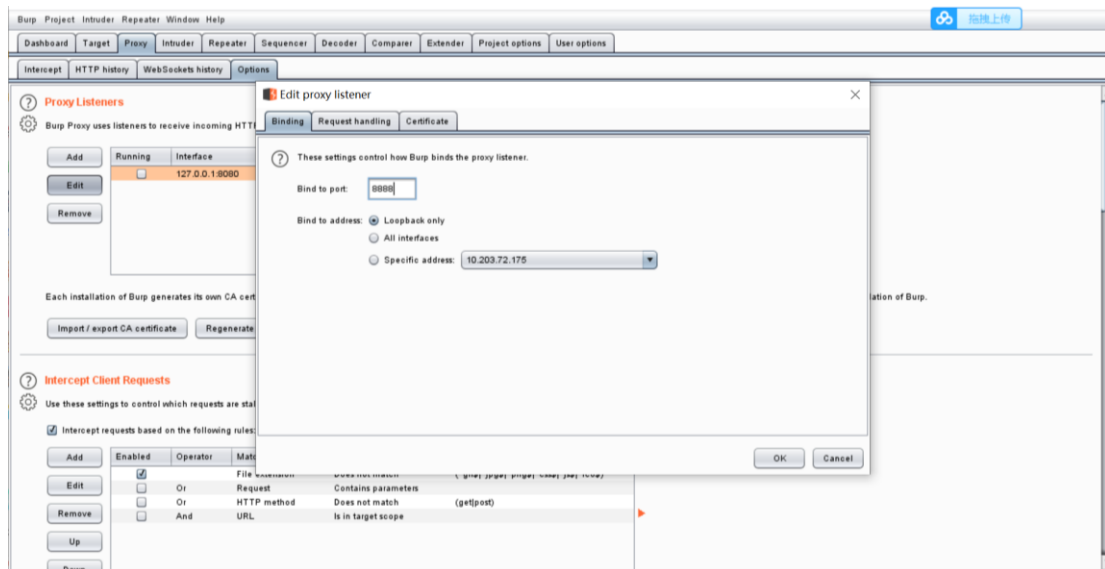 Burp Project Intruder Repeater Window Help
拖拽上传
Dashboard Target Proxy Intruder Repeater Sequencer Decoder Comparer Extender Project options User options
Intercept HTTP history WebSockets history Options
Edit proxy listener
Proxy Listeners
Binding Request handling Certificate
Burp Proxy uses listeners to receive incoming HTT
Add Running Interface
127.0.0.1:8080
Edit
Remove
These settings control how Burp binds the proxy listener.
Bind to port: 8888
Bind to address: Loopback only
All interfaces
Specific address: 10.203.72.175
Each installation of Burp generates its own CA cert
lation of Burp.
Import / export CA certificate Regenerate
Intercept Client Requests
Use these settings to control which requests are stal
Intercept requests based on the following rules:
OK Cancel
Add Enabled Operator Matc
File extension Does not match
Edit Or Request Contains parameters
Or HTTP method Does not match (get|post)
Remove And URL Is in target scope
Up
Down